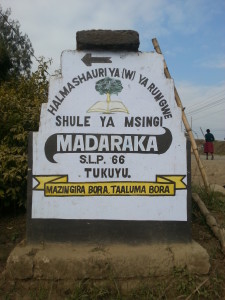 HALMASHAURI YA (W) YA RUNGWE
SHULE YA MSINGI
MADARAKA
S.L.P. 66
TUKUYU.
MAZINGIRA BORA. TAALUMA BORA